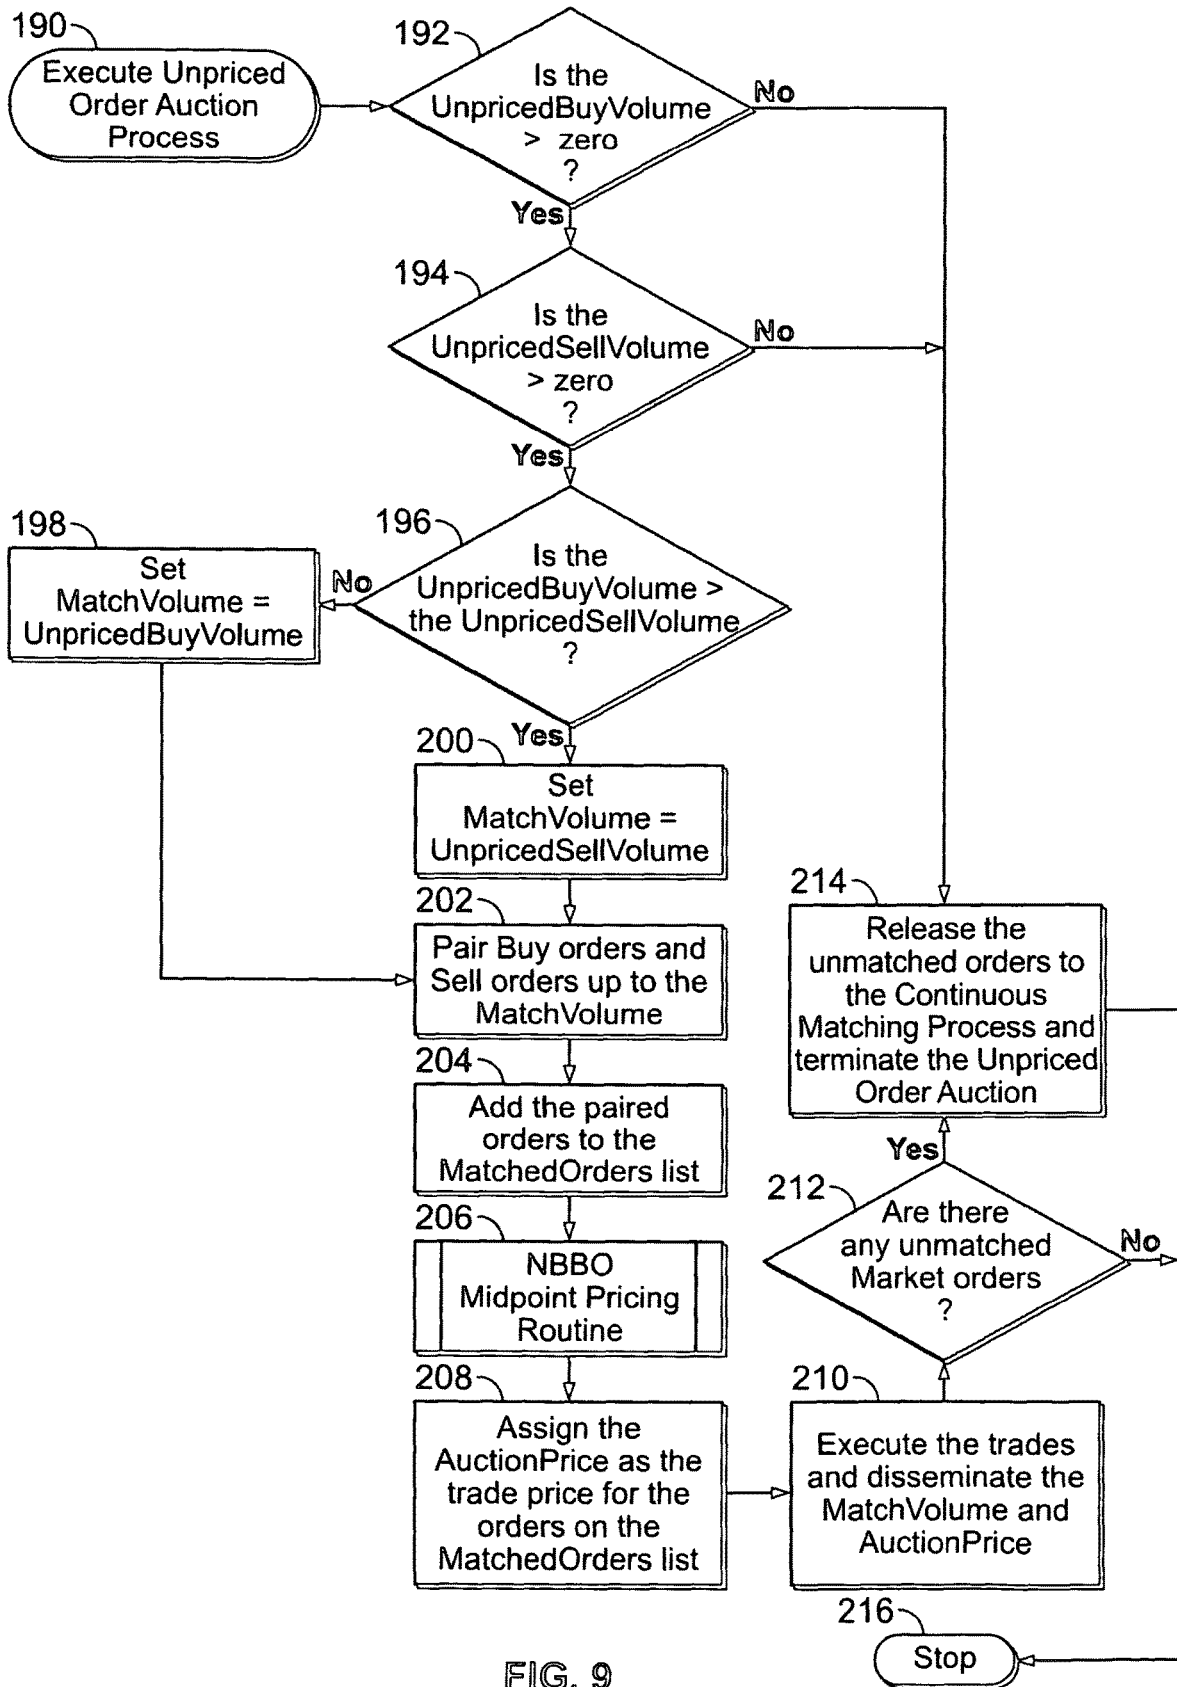 190
Execute Unpriced
Order Auction
Process
192
Is the
UnpricedBuyVolume
> zero
?
No
Yes
194
Is the
UnpricedSellVolume
> zero
?
No
Yes
196
Is the
UnpricedBuyVolume >
the UnpricedSellVolume
?
No
198
Set
MatchVolume =
UnpricedBuyVolume
Yes
200
Set
MatchVolume =
UnpricedSellVolume
202
Pair Buy orders and
Sell orders up to the
MatchVolume
204
Add the paired
orders to the
MatchedOrders list
206
NBBO
Midpoint Pricing
Routine
208
Assign the
AuctionPrice as the
trade price for the
orders on the
MatchedOrders list
210
Execute the trades
and disseminate the
MatchVolume and
AuctionPrice
212
Are there
any unmatched
Market orders
?
No
Yes
214
Release the
unmatched orders to
the Continuous
Matching Process and
terminate the Unpriced
Order Auction
216
Stop
FIG. 9